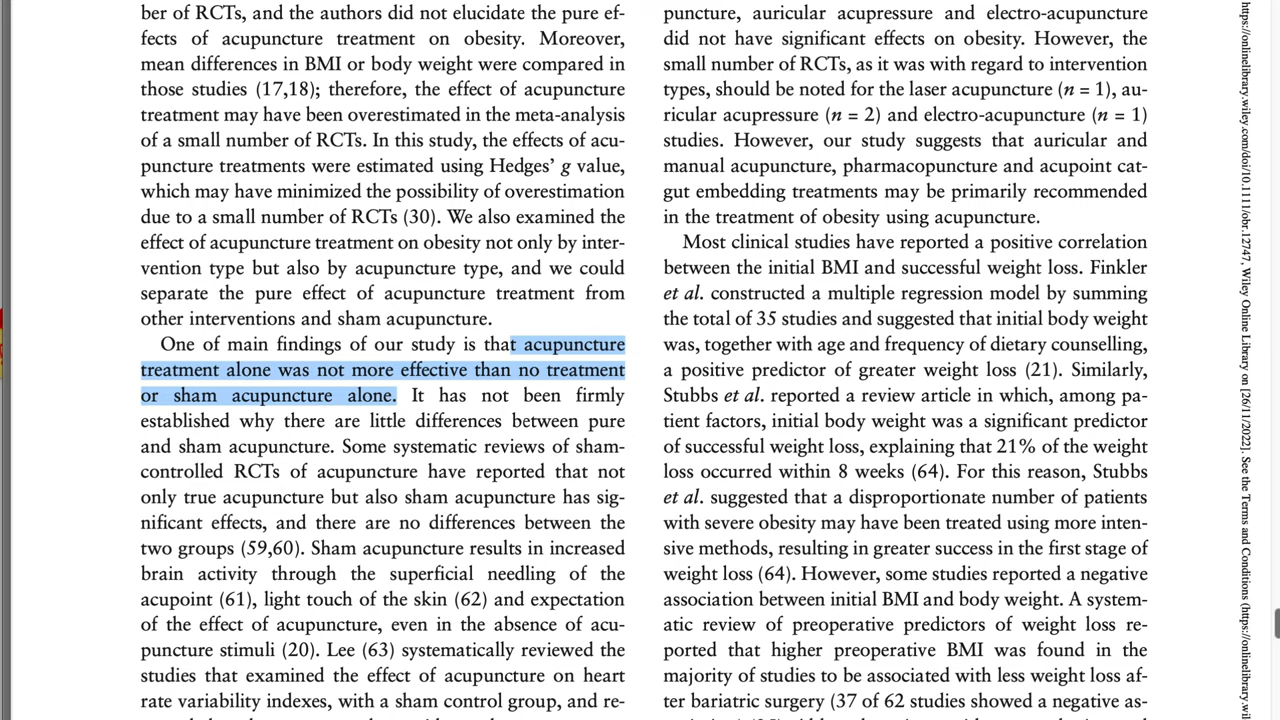 ber of RCTs, and the authors did not elucidate the pure ef-
fects of acupuncture treatment on obesity. Moreover,
mean differences in BMI or body weight were compared in
those studies (17,18); therefore, the effect of acupuncture
treatment may have been overestimated in the meta-analysis
of a small number of RCTs. In this study, the effects of acu-
puncture treatments were estimated using Hedges’ g value,
which may have minimized the possibility of overestimation
due to a small number of RCTs (30). We also examined the
effect of acupuncture treatment on obesity not only by inter-
vention type but also by acupuncture type, and we could
separate the pure effect of acupuncture treatment from
other interventions and sham acupuncture.
One of main findings of our study is that acupuncture
treatment alone was not more effective than no treatment
or sham acupuncture alone. It has not been firmly
established why there are little differences between pure
and sham acupuncture. Some systematic reviews of sham-
controlled RCTs of acupuncture have reported that not
only true acupuncture but also sham acupuncture has sig-
nificant effects, and there are no differences between the
two groups (59,60). Sham acupuncture results in increased
brain activity through the superficial needling of the
acupoint (61), light touch of the skin (62) and expectation
of the effect of acupuncture, even in the absence of acu-
puncture stimuli (20). Lee (63) systematically reviewed the
studies that examined the effect of acupuncture on heart
rate variability indexes, with a sham control group, and re-
puncture, auricular acupressure and electro-acupuncture
did not have significant effects on obesity. However, the
small number of RCTs, as it was with regard to intervention
types, should be noted for the laser acupuncture (n = 1), au-
ricular acupressure (n = 2) and electro-acupuncture (n = 1)
studies. However, our study suggests that auricular and
manual acupuncture, pharmacopuncture and acupoint cat-
gut embedding treatments may be primarily recommended
in the treatment of obesity using acupuncture.
Most clinical studies have reported a positive correlation
between the initial BMI and successful weight loss. Finkler
et al. constructed a multiple regression model by summing
the total of 35 studies and suggested that initial body weight
was, together with age and frequency of dietary counselling,
a positive predictor of greater weight loss (21). Similarly,
Stubbs et al. reported a review article in which, among pa-
tient factors, initial body weight was a significant predictor
of successful weight loss, explaining that 21% of the weight
loss occurred within 8 weeks (64). For this reason, Stubbs
et al. suggested that a disproportionate number of patients
with severe obesity may have been treated using more inten-
sive methods, resulting in greater success in the first stage of
weight loss (64). However, some studies reported a negative
association between initial BMI and body weight. A system-
atic review of preoperative predictors of weight loss re-
ported that higher preoperative BMI was found in the
majority of studies to be associated with less weight loss af-
ter bariatric surgery (37 of 62 studies showed a negative as-
https://onlinelibrary.wiley.com/doi/10.1111/obr.12747, Wiley Online Library on [26/11/2022]. See the Terms and Conditions (https://onlinelibrary.wil